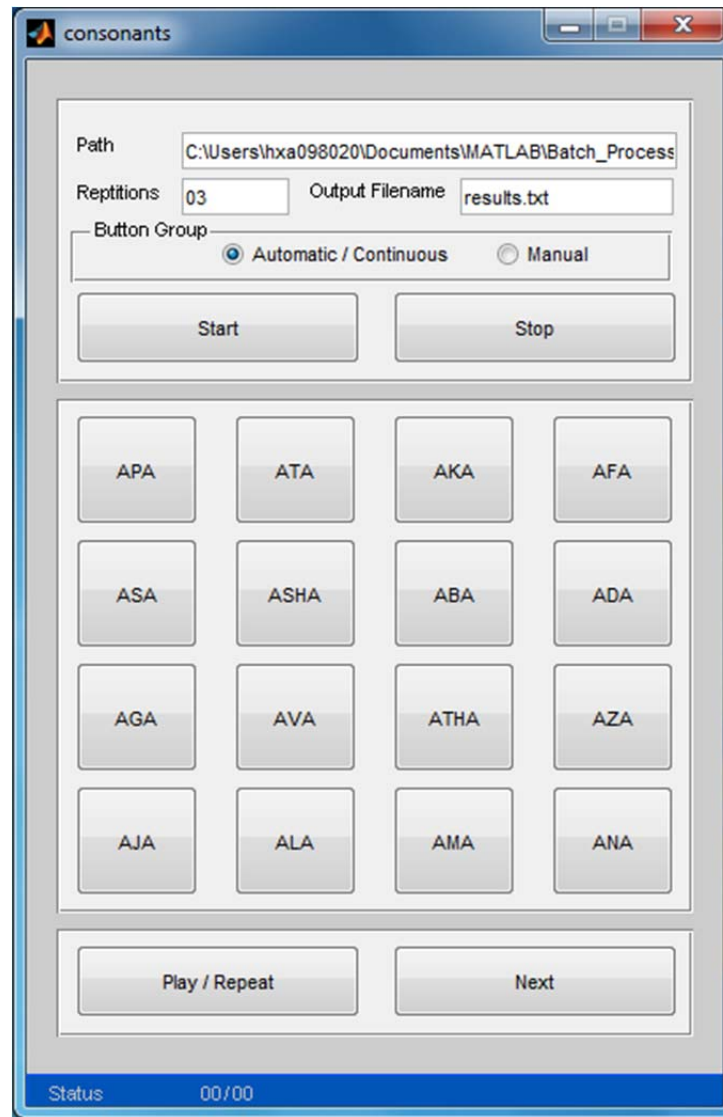 consonants
Path C:\Users\hxa098020\Documents\MATLAB\Batch_Process
Reptitions 03 Output Filename results.txt
Button Group
Automatic / Continuous Manual
Start Stop
APA ATA AKA AFA
ASA ASHA ABA ADA
AGA AVA ATHA AZA
AJA ALA AMA ANA
Play / Repeat Next
Status 00/00